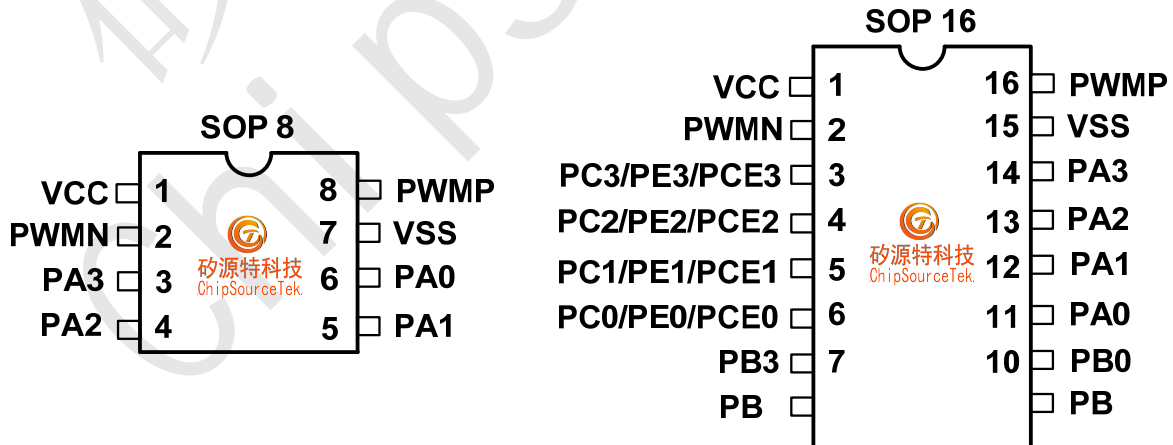 SOP 8
VCC 1 8 PWMP
PWMN 2 7 VSS
PA3 3 6 PA0
PA2 4 5 PA1
矽源特科技
ChipSourceTek.
SOP 16
VCC 1 16 PWMP
PWMN 2 15 VSS
PC3/PE3/PCE3 3 14 PA3
PC2/PE2/PCE2 4 13 PA2
PC1/PE1/PCE1 5 12 PA1
PC0/PE0/PCE0 6 11 PA0
PB3 7 10 PB0
PB PB
矽源特科技
ChipSourceTek.
Chips